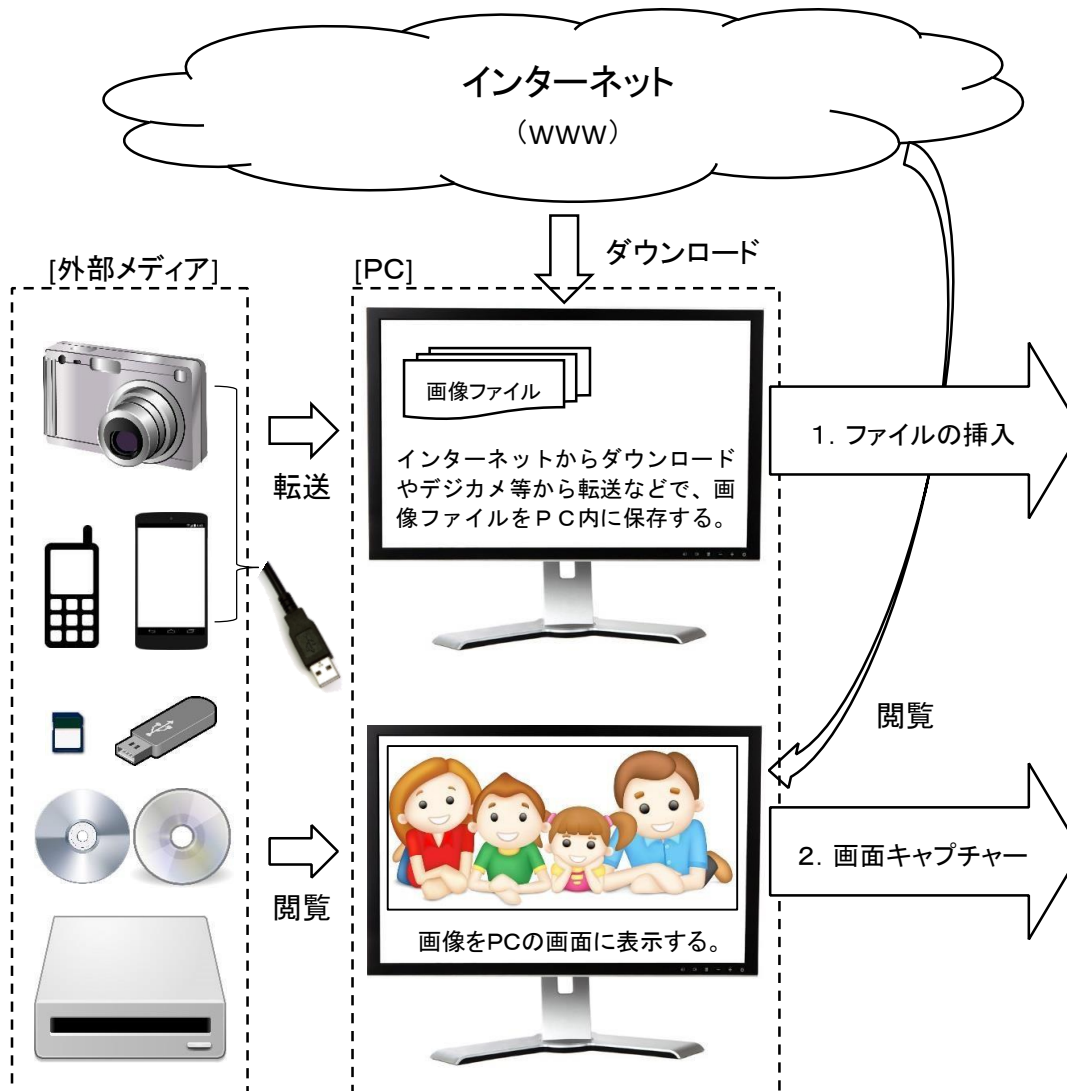 インターネット
(WWW)
ダウンロード
[外部メディア]
[PC]
画像ファイル
インターネットからダウンロード
やデジカメ等から転送などで、画
像ファイルをPC内に保存する。
転送
1. ファイルの挿入
閲覧
閲覧
画像をPCの画面に表示する。
2. 画面キャプチャー